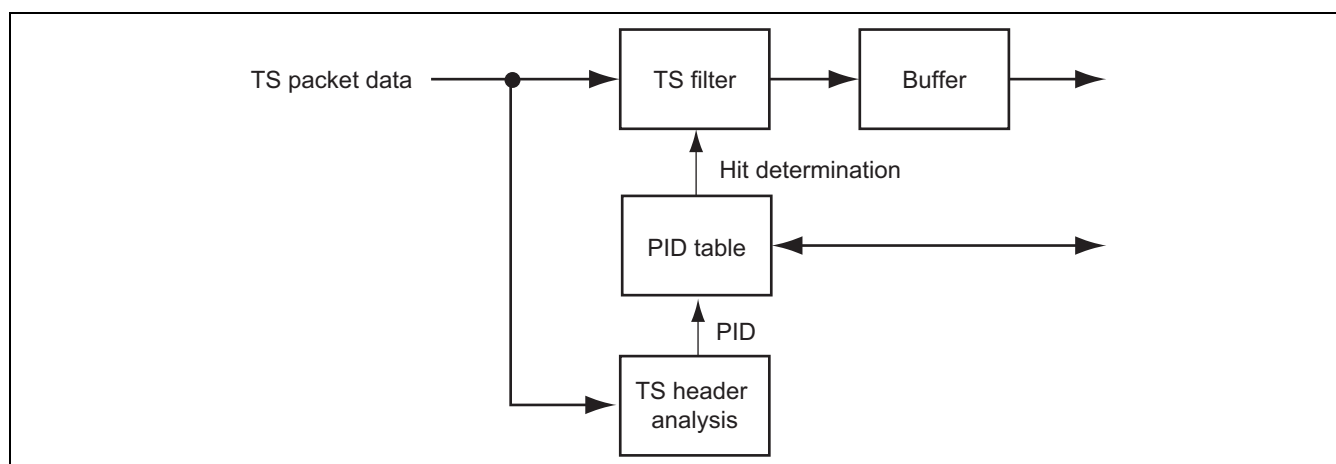 TS packet data
TS filter
Buffer
Hit determination
PID table
PID
TS header
analysis